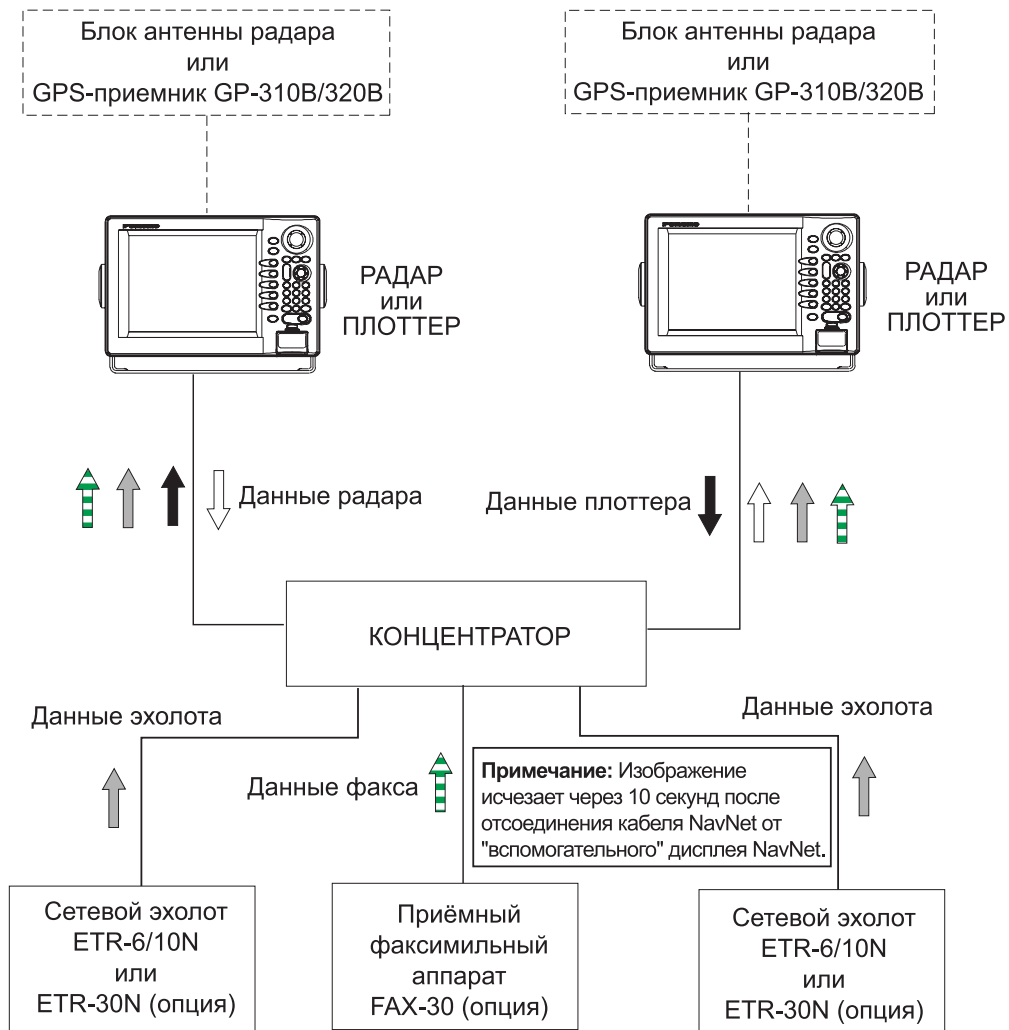 Блок антенны радара
или
GPS-приемник GP-310B/320B
Блок антенны радара
или
GPS-приемник GP-310B/320B
FURUNO
РАДАР
или
ПЛОТТЕР
FURUNO
РАДАР
или
ПЛОТТЕР
Данные радара
Данные плоттера
КОНЦЕНТРАТОР
Данные эхолота
Данные эхолота
Данные факса
Примечание: Изображение
исчезает через 10 секунд после
отсоединения кабеля NavNet от
"вспомогательного" дисплея NavNet.
Сетевой эхолот
ETR-6/10N
или
ETR-30N (опция)
Приёмный
факсимильный
аппарат
FAX-30 (опция)
Сетевой эхолот
ETR-6/10N
или
ETR-30N (опция)